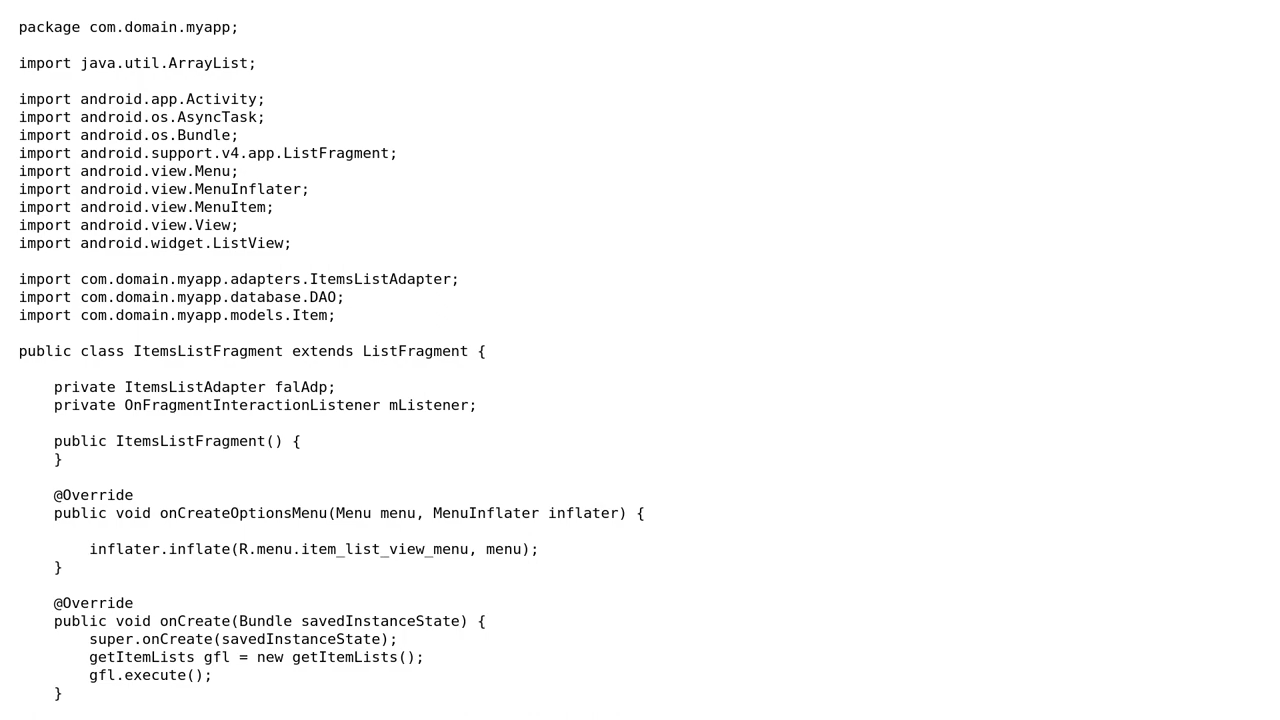 package com.domain.myapp;

import java.util.ArrayList;

import android.app.Activity;
import android.os.AsyncTask;
import android.os.Bundle;
import android.support.v4.app.ListFragment;
import android.view.Menu;
import android.view.MenuInflater;
import android.view.MenuItem;
import android.view.View;
import android.widget.ListView;

import com.domain.myapp.adapters.ItemsListAdapter;
import com.domain.myapp.database.DAO;
import com.domain.myapp.models.Item;

public class ItemsListFragment extends ListFragment {

    private ItemsListAdapter falAdp;
    private OnFragmentInteractionListener mListener;

    public ItemsListFragment() {
    }

    @Override
    public void onCreateOptionsMenu(Menu menu, MenuInflater inflater) {

        inflater.inflate(R.menu.item_list_view_menu, menu);
    }

    @Override
    public void onCreate(Bundle savedInstanceState) {
        super.onCreate(savedInstanceState);
        getItemLists gfl = new getItemLists();
        gfl.execute();
    }